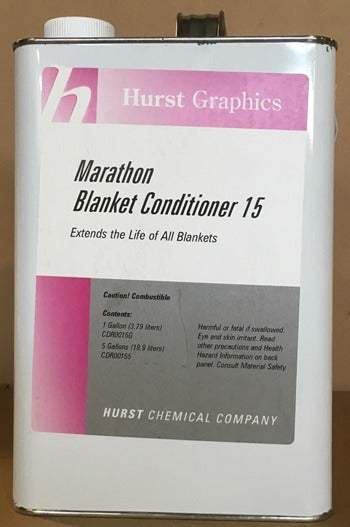 h
Hurst Graphics
Marathon
Blanket Conditioner 15
Extends the Life of All Blankets
Caution! Combustible
Contents:
1 Gallon (3.79 liters)
CDR0015G
5 Gallons (18.9 liters)
CDR00155
Harmful or fatal if swallowed.
Eye and skin irritant. Read
other precautions and Health
Hazard Information on back
panel. Consult Material Safety
HURST CHEMICAL COMPANY